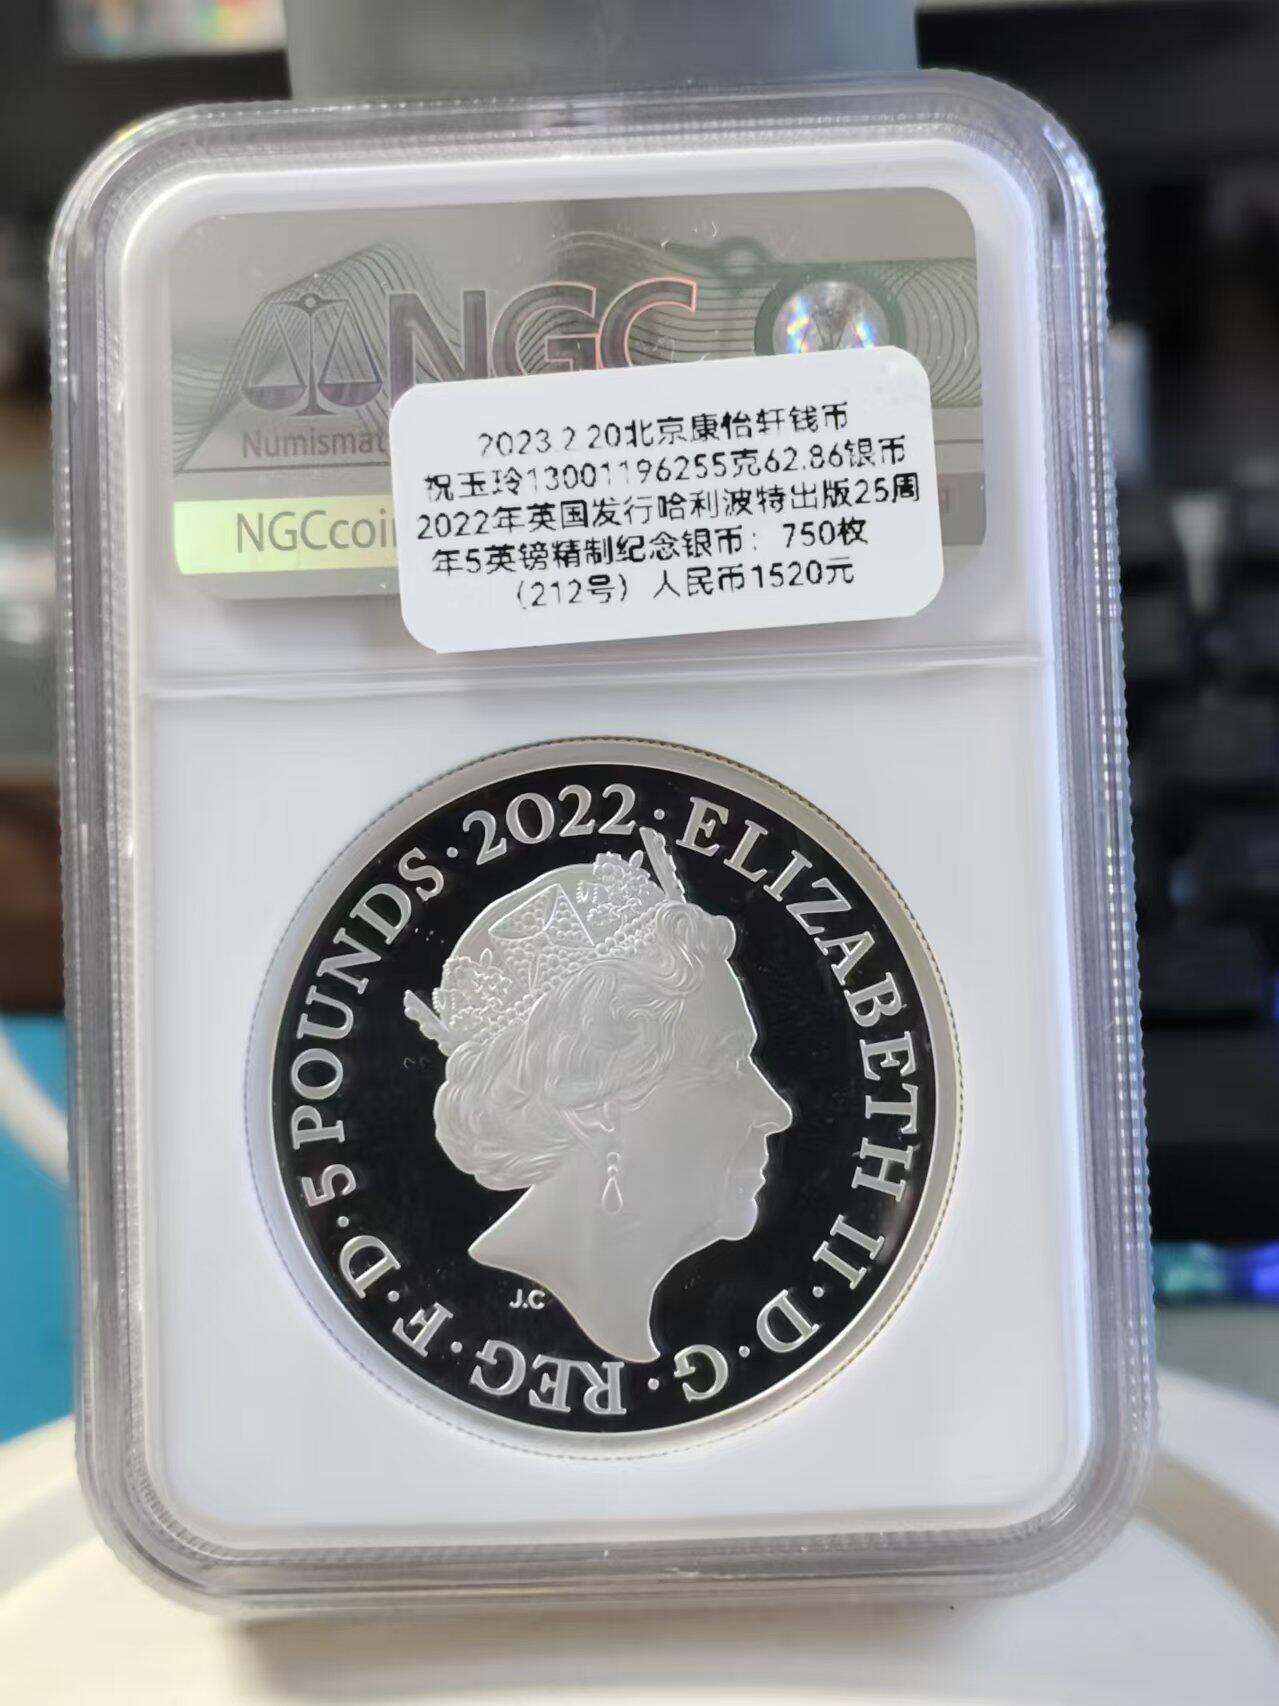 NGC
Numismat
NGCcoin
2023.2.20北京康怡轩钱币
祝玉玲13001196255克62.86银币
2022年英国发行哈利波特出版25周
年5英镑精制纪念银币：750枚
（212号）人民币1520元
ELIZABETH II · D · G · REG · F · D · 5 POUNDS · 2022 ·
J.C